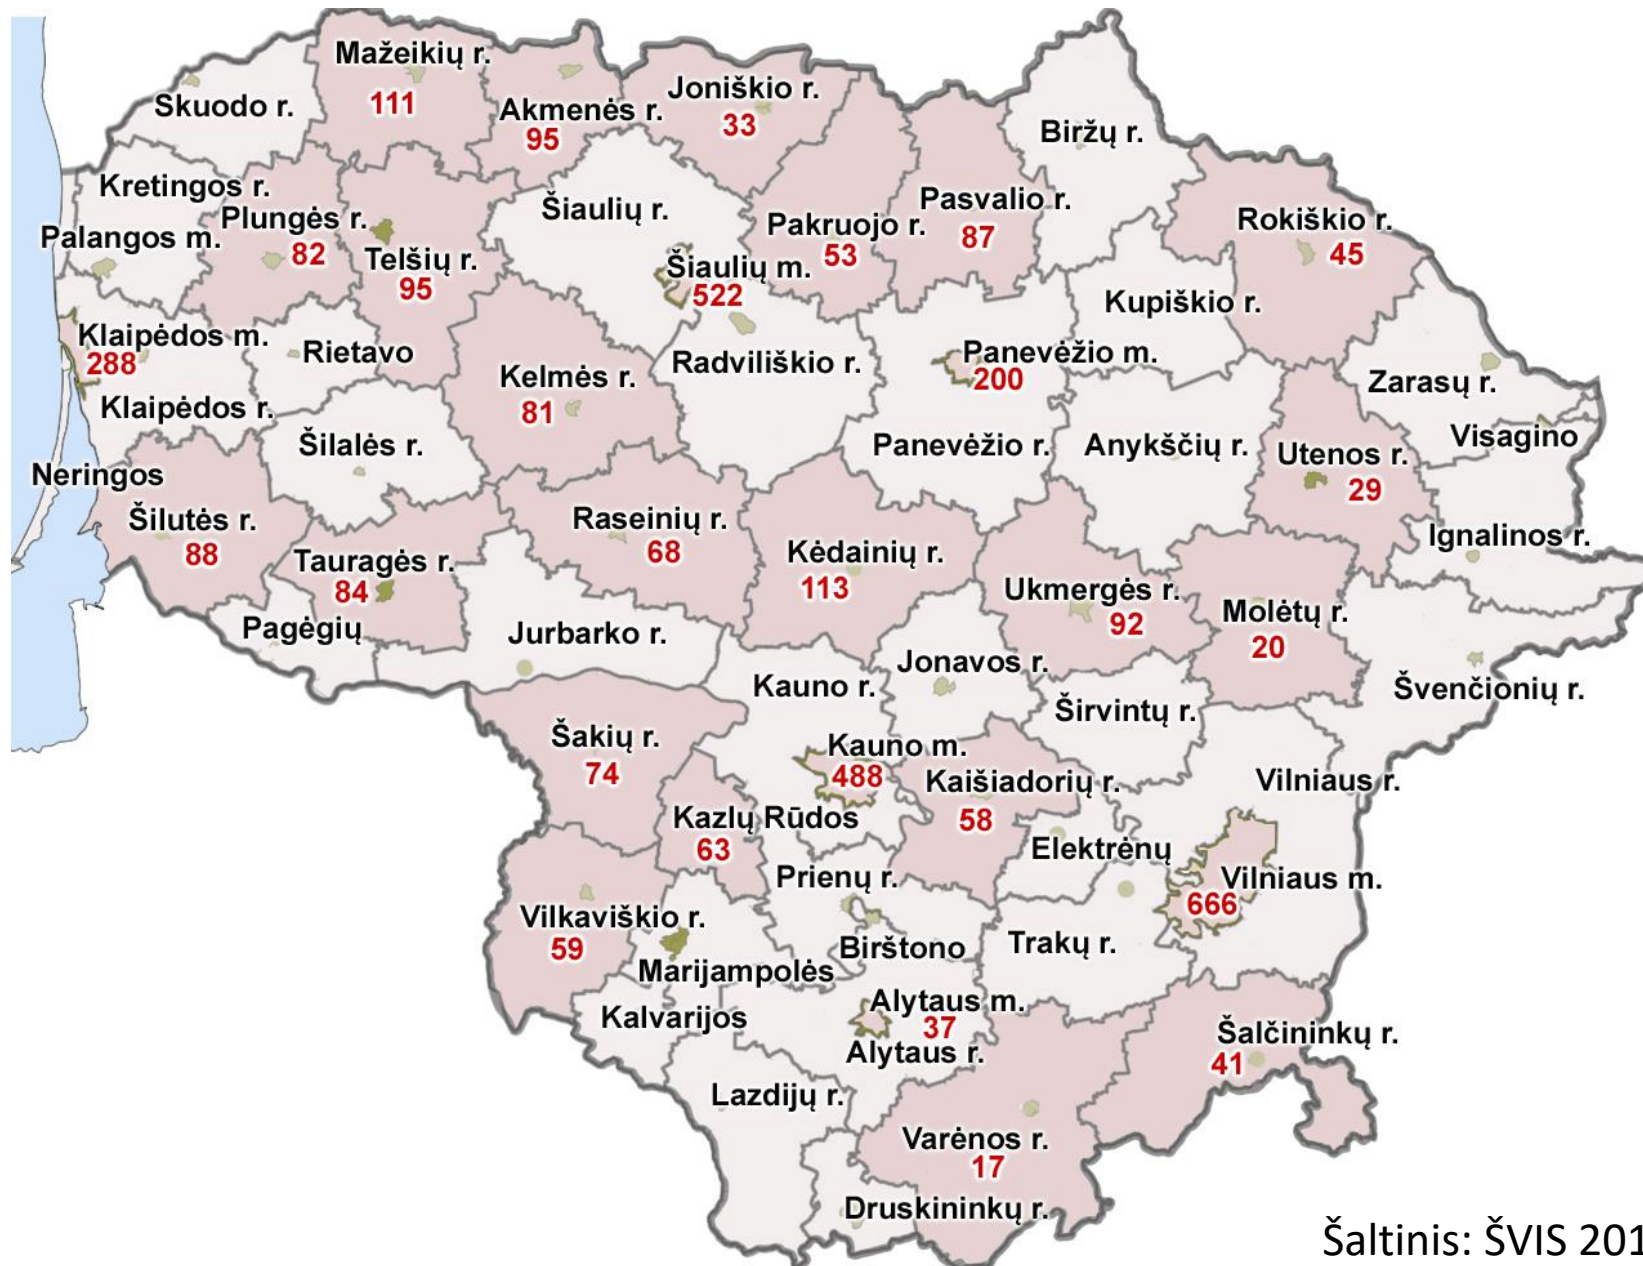 Mažeikių r.
111
Skuodo r.
Akmenės r.
95
Joniškio r.
33
Biržų r.
Kretingos r.
Plungės r.
82
Palangos m.
Telšių r.
95
Šiaulių r.
Šiaulių m.
522
Pakruojo r.
53
Pasvalio r.
87
Rokiškio r.
45
Kupiškio r.
Klaipėdos m.
288
Rietavo
Klaipėdos r.
Kelmės r.
81
Radviliškio r.
Panevėžio m.
200
Zarasų r.
Šilalės r.
Panevėžio r.
Anykščių r.
Utenos r.
29
Visagino
Neringos
Šilutės r.
88
Tauragės r.
84
Raseinių r.
68
Kėdainių r.
113
Ukmergės r.
92
Molėtų r.
20
Ignalinos r.
Pagėgių
Jurbarko r.
Kauno r.
Jonavos r.
Širvintų r.
Švenčionių r.
Šakių r.
74
Kauno m.
488
Kaišiadorių r.
58
Vilniaus r.
Kazlų Rūdos
63
Elektrėnų
Prienų r.
Vilniaus m.
666
Vilkaviškio r.
59
Birštono
Trakų r.
Marijampolės
Kalvarijos
Alytaus m.
37
Alytaus r.
Šalčininkų r.
41
Lazdijų r.
Varėnos r.
17
Druskininkų r.
Šaltinis: ŠVIS 201